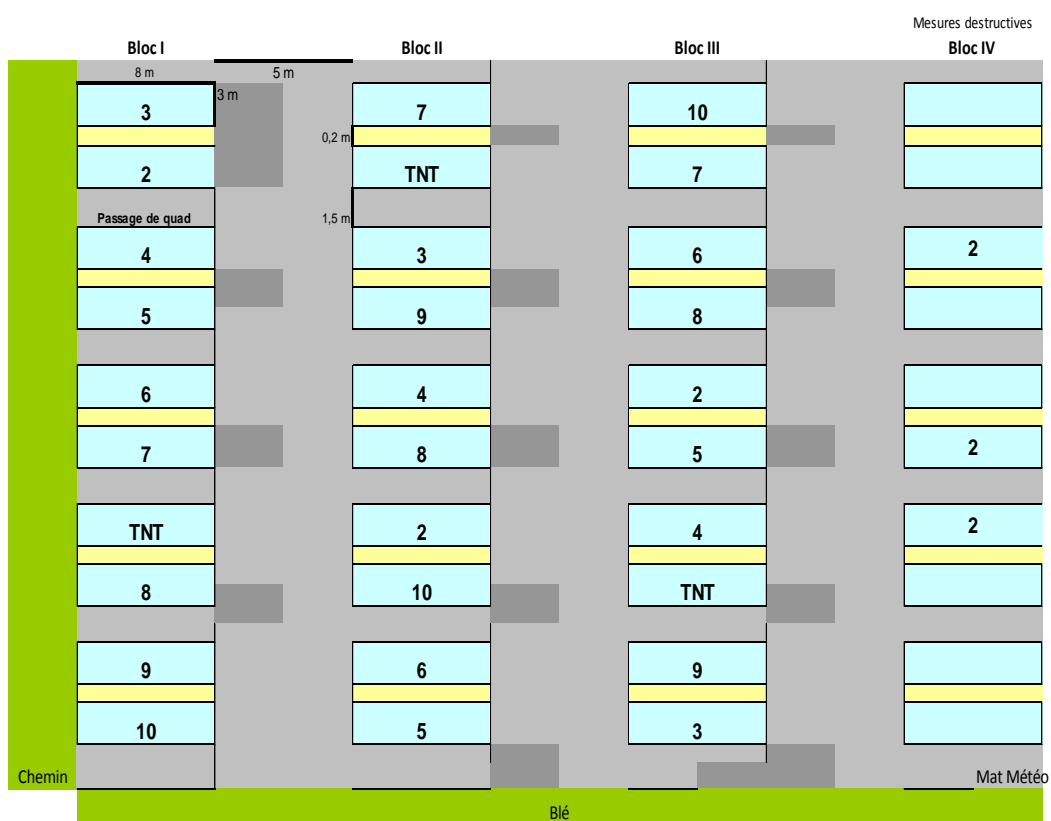 Mesures destructives
Bloc I Bloc II Bloc III Bloc IV
8 m 5 m
3 m
3 7 10
0,2 m
2 TNT 7
Passage de quad 1,5 m
4 3 6 2
5 9 8
6 4 2
7 8 5 2
TNT 2 4 2
8 10 TNT
9 6 9
10 5 3
Chemin Mat Météo
Blé